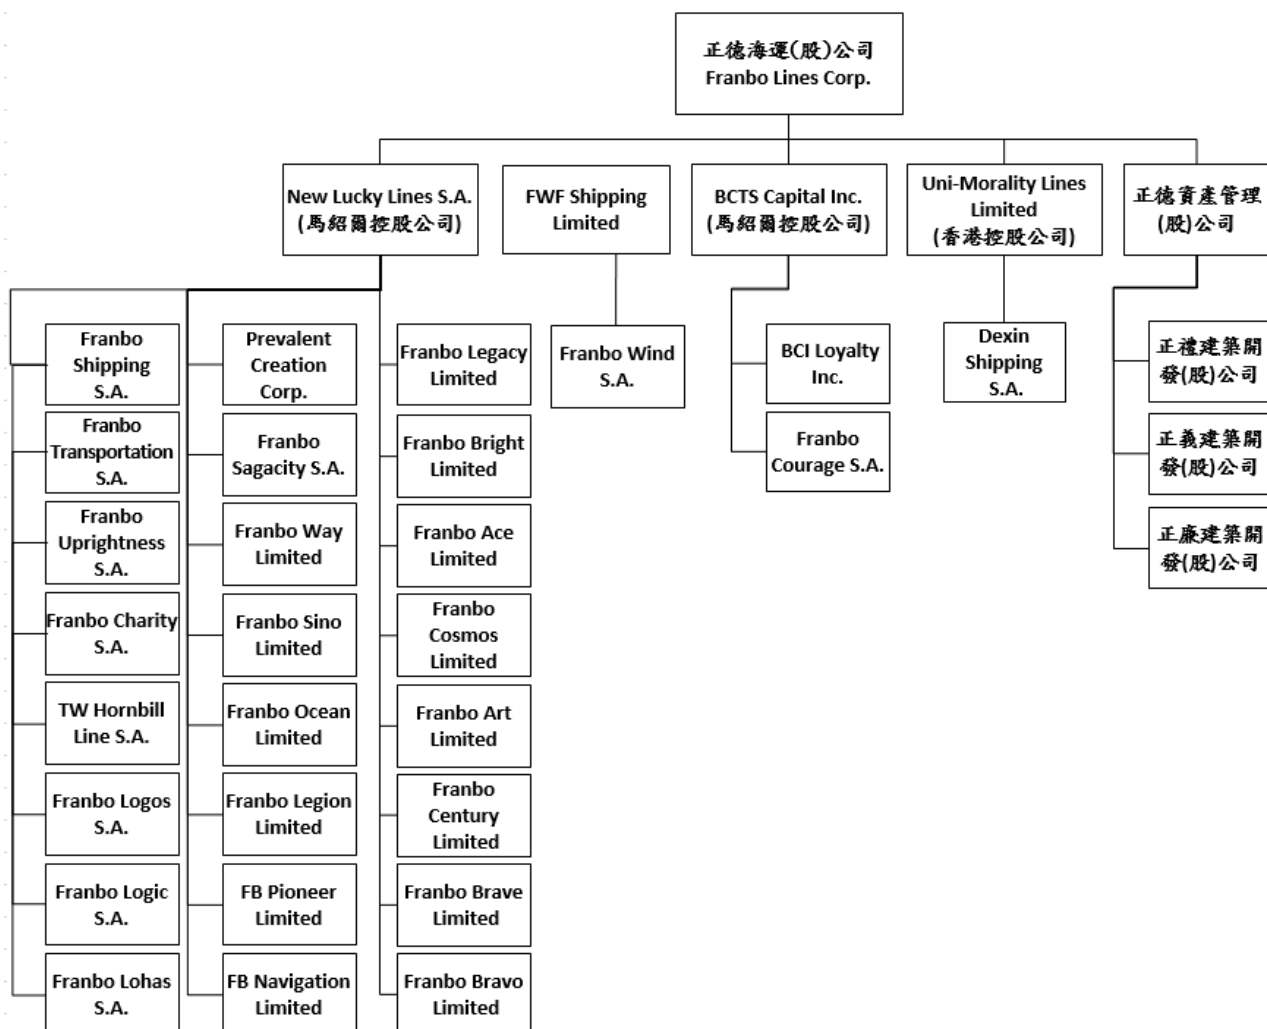 正德海運(股)公司
Franbo Lines Corp.
New Lucky Lines S.A.
(馬紹爾控股公司)
FWF Shipping
Limited
BCTS Capital Inc.
(馬紹爾控股公司)
Uni-Morality Lines
Limited
(香港控股公司)
正德資產管理
(股)公司
Franbo
Shipping
S.A.
Franbo
Transportation
S.A.
Franbo
Uprightness
S.A.
Franbo Charity
S.A.
TW Hornbill
Line S.A.
Franbo Logos
S.A.
Franbo Logic
S.A.
Franbo Lohas
S.A.
Prevalent
Creation
Corp.
Franbo
Sagacity S.A.
Franbo Way
Limited
Franbo Sino
Limited
Franbo Ocean
Limited
Franbo Legion
Limited
FB Pioneer
Limited
FB Navigation
Limited
Franbo Legacy
Limited
Franbo Bright
Limited
Franbo Ace
Limited
Franbo
Cosmos
Limited
Franbo Art
Limited
Franbo
Century
Limited
Franbo Brave
Limited
Franbo Bravo
Limited
Franbo Wind
S.A.
BCI Loyalty
Inc.
Franbo
Courage S.A.
Dexin
Shipping
S.A.
正禮建築開
發(股)公司
正義建築開
發(股)公司
正廉建築開
發(股)公司